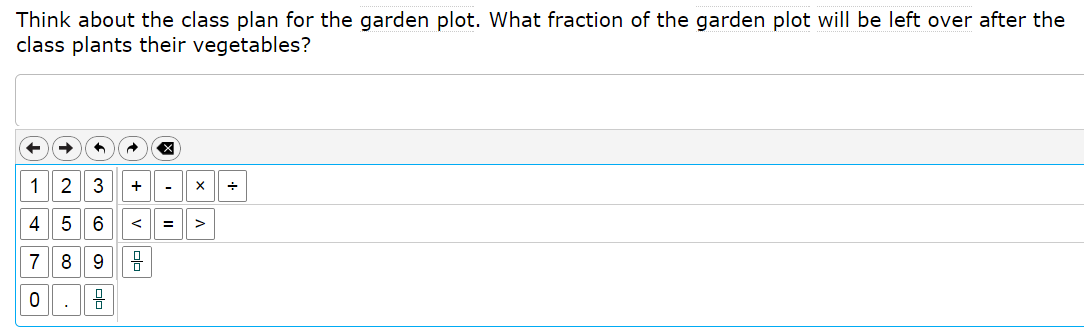 Think about the class plan for the garden plot. What fraction of the garden plot will be left over after the
class plants their vegetables?
1 2 3 + - × ÷
4 5 6 < = >
7 8 9
0 .